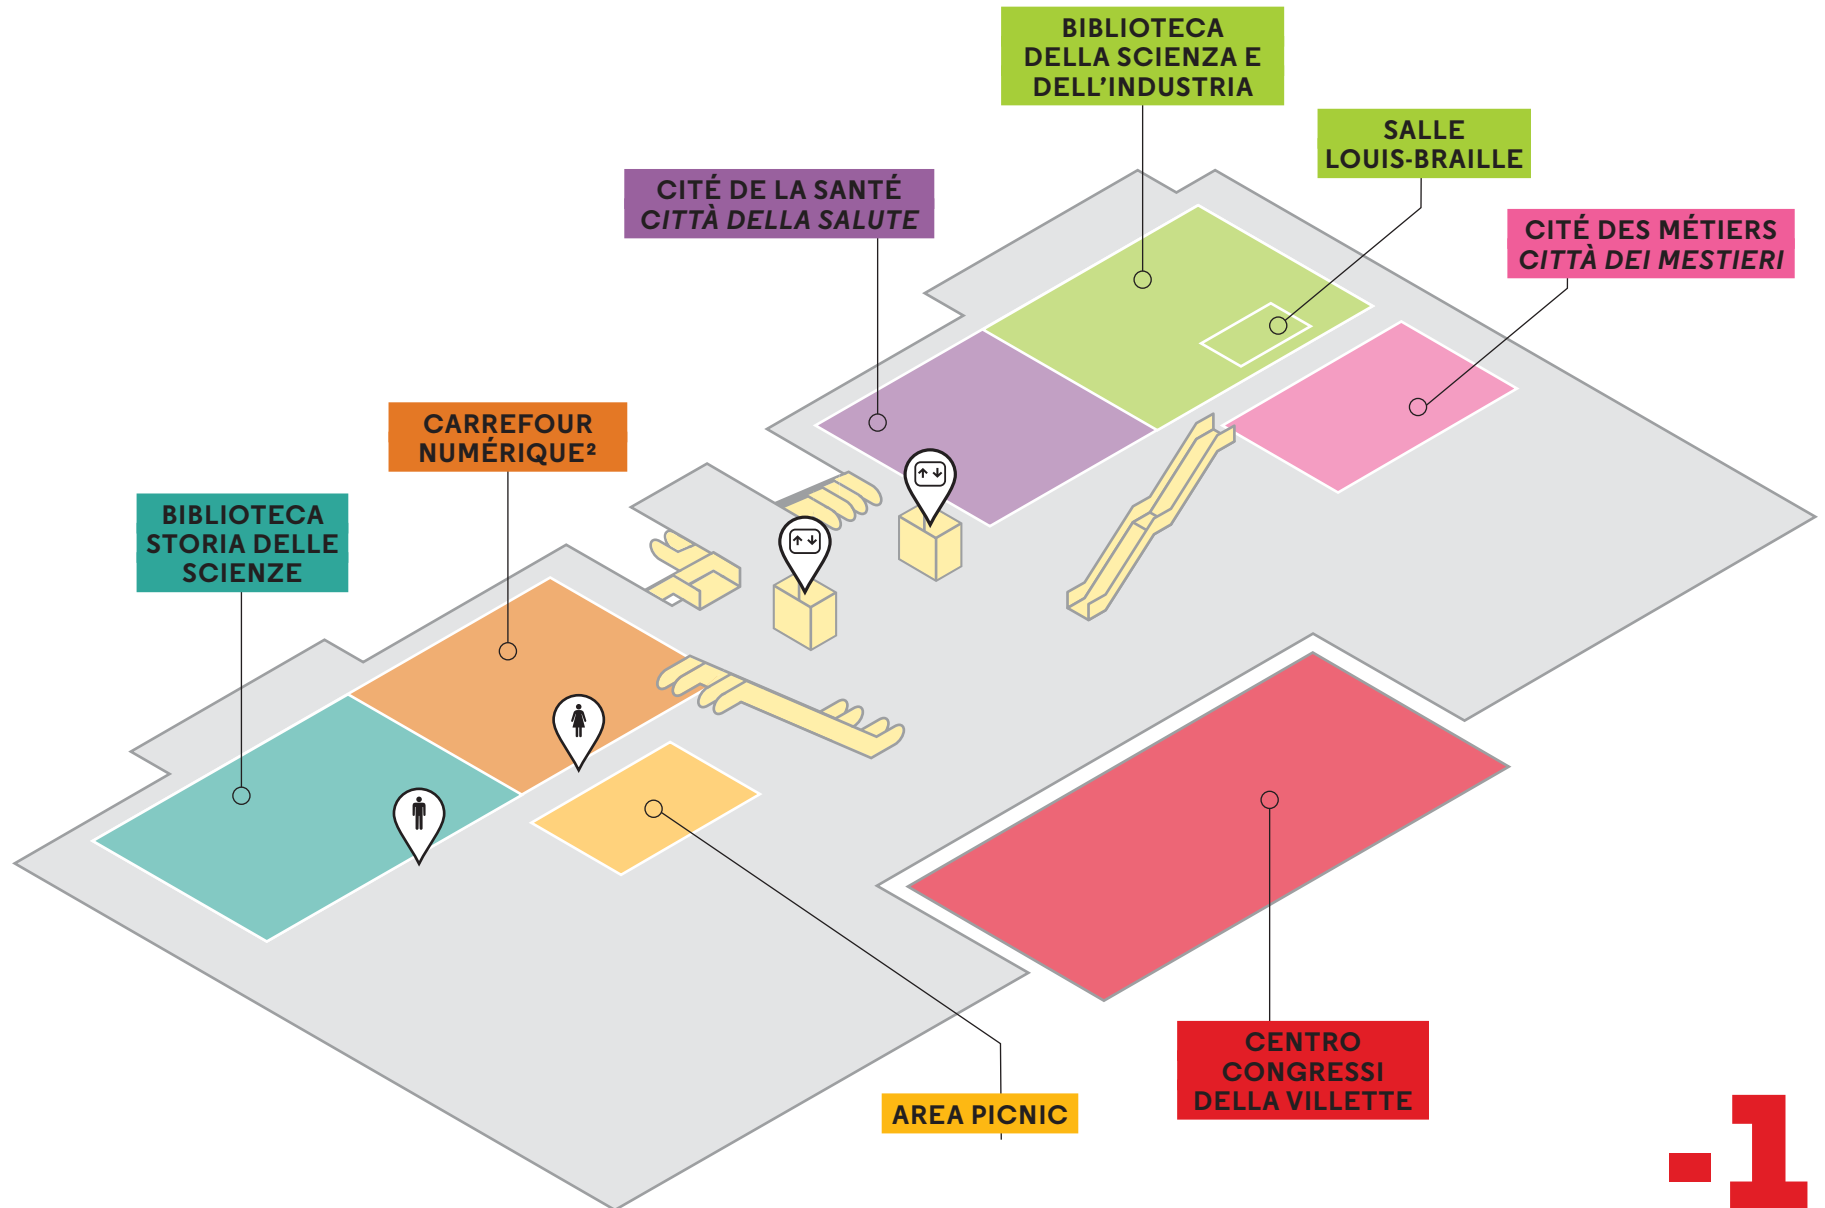 BIBLIOTECA
DELLA SCIENZA E
DELL'INDUSTRIA
SALLE
LOUIS-BRAILLE
CITÉ DE LA SANTÉ
CITTÀ DELLA SALUTE
CITÉ DES MÉTIERS
CITTÀ DEI MESTIERI
CARREFOUR
NUMÉRIQUE²
BIBLIOTECA
STORIA DELLE
SCIENZE
CENTRO
CONGRESSI
DELLA VILLETTE
AREA PICNIC
-1